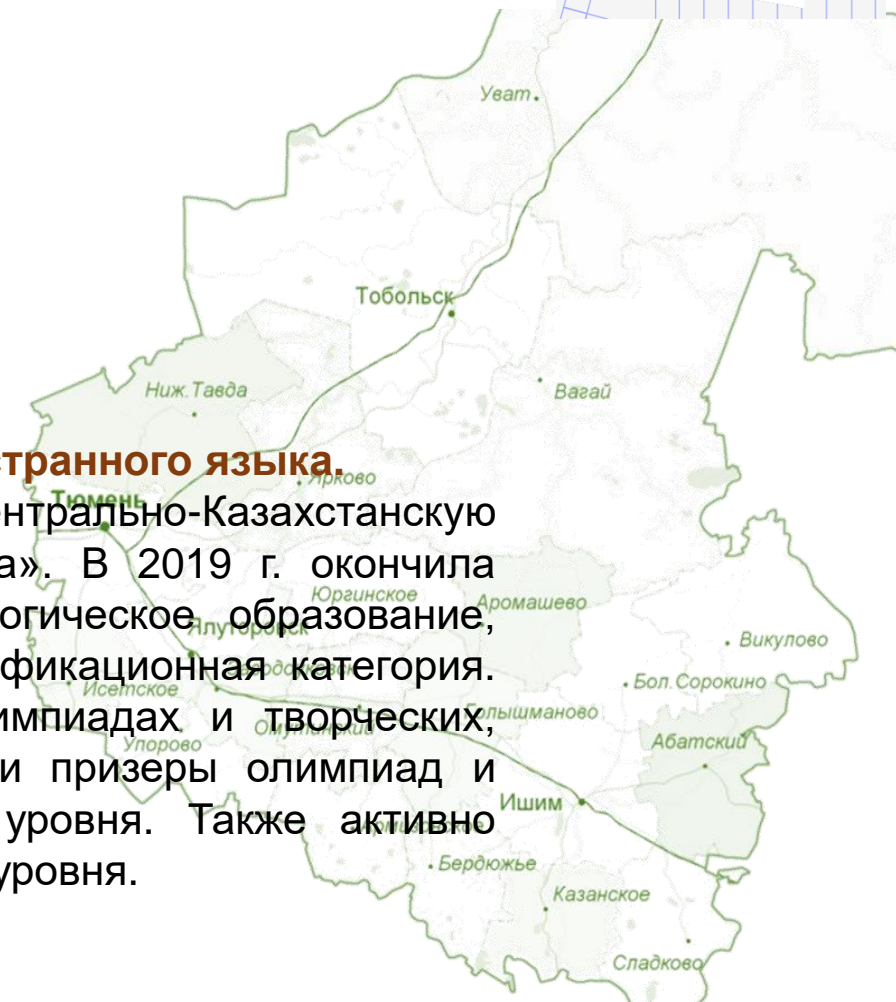 Уват
Тобольск
Ниж.Тавда
Вагай
странного языка.
Ярково
Тюмень
ентрально-Казахстанскую
а». В 2019 г. окончила
Юргинское
огическое образование,
Аромашево
Ялуторовск
Викулово
фикационная категория.
Бол.Сорокино
Исетское
импиадах и творческих,
Голышманово
Омутинский
Упорово
Абатский
и призеры олимпиад и
Ишим
уровня. Также активно
Армизонское
Бердюжье
уровня.
Казанское
Сладково